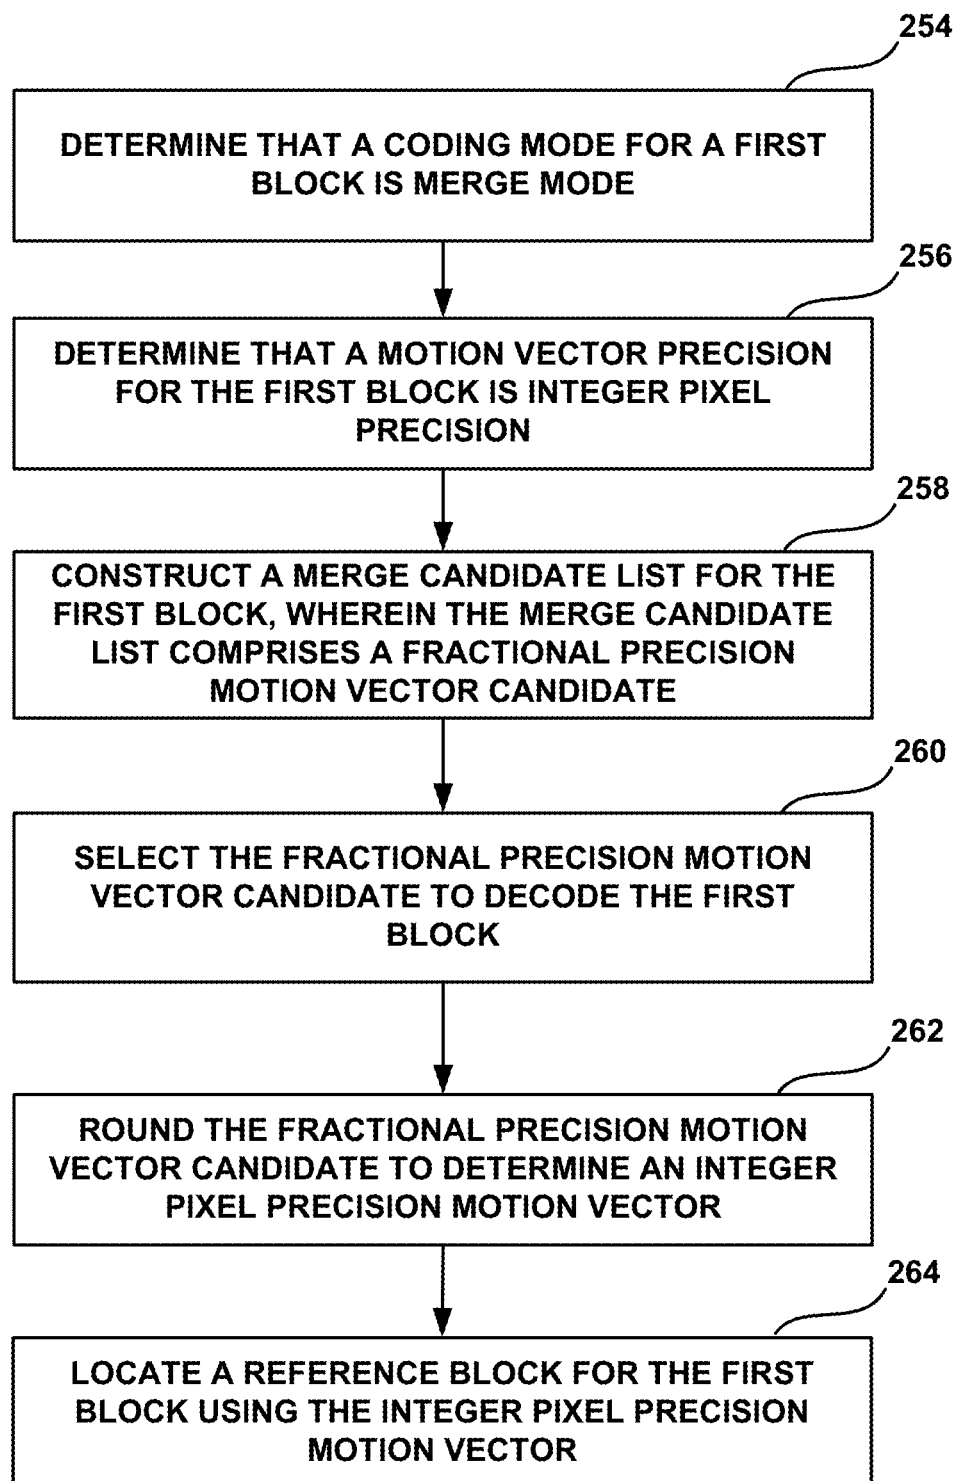 254
DETERMINE THAT A CODING MODE FOR A FIRST
BLOCK IS MERGE MODE
256
DETERMINE THAT A MOTION VECTOR PRECISION
FOR THE FIRST BLOCK IS INTEGER PIXEL
PRECISION
258
CONSTRUCT A MERGE CANDIDATE LIST FOR THE
FIRST BLOCK, WHEREIN THE MERGE CANDIDATE
LIST COMPRISES A FRACTIONAL PRECISION
MOTION VECTOR CANDIDATE
260
SELECT THE FRACTIONAL PRECISION MOTION
VECTOR CANDIDATE TO DECODE THE FIRST
BLOCK
262
ROUND THE FRACTIONAL PRECISION MOTION
VECTOR CANDIDATE TO DETERMINE AN INTEGER
PIXEL PRECISION MOTION VECTOR
264
LOCATE A REFERENCE BLOCK FOR THE FIRST
BLOCK USING THE INTEGER PIXEL PRECISION
MOTION VECTOR